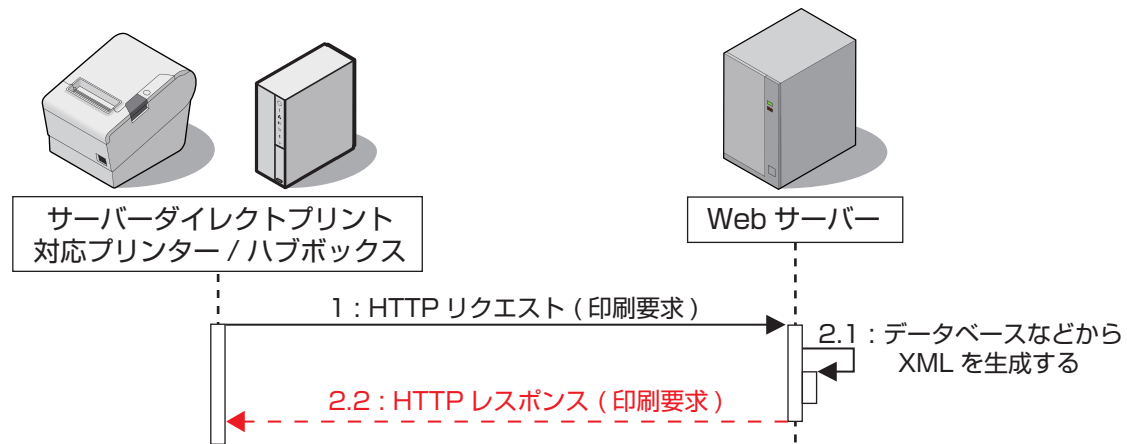 サーバーダイレクトプリント
対応プリンター / ハブボックス
Web サーバー
1 : HTTP リクエスト ( 印刷要求 )
2.1 : データベースなどから
XML を生成する
2.2 : HTTP レスポンス ( 印刷要求 )